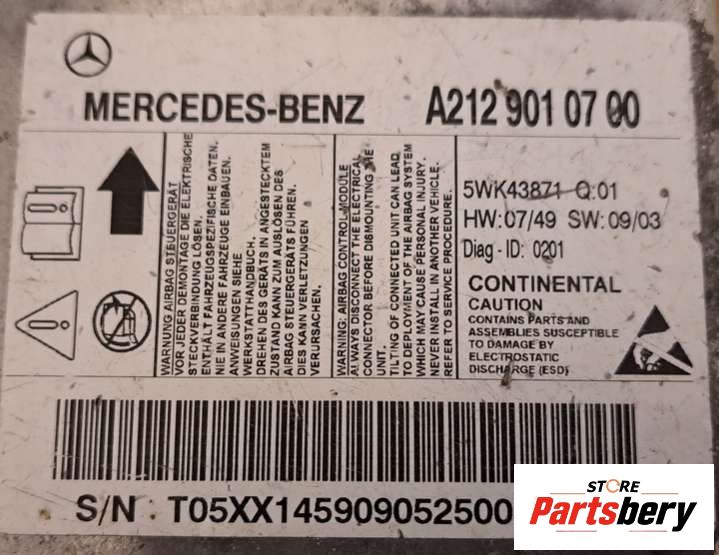 MERCEDES-BENZ
A212 901 07 00
WARNUNG AIRBAG STEUERGERÄT
VOR JEDER DEMONTAGE DIE ELEKTRISCHE
STECKVERBINDUNG LÖSEN.
ENTHÄLT FAHRZEUGSPEZIFISCHE DATEN.
NIE IN ANDERE FAHRZEUGE EINBAUEN.
ANWEISUNGEN SIEHE
WERKSTATTHANDBUCH.
DREHEN DES GERÄTS IN ANGESTECKTEM
ZUSTAND KANN ZUM AUSLÖSEN DES
AIRBAG STEUERGERÄTS FÜHREN.
DIES KANN VERLETZUNGEN
VERURSACHEN.
WARNING: AIRBAG CONTROL MODULE
ALWAYS DISCONNECT THE ELECTRICAL
CONNECTOR BEFORE DISMOUNTING THE
UNIT.
TILTING OF CONNECTED UNIT CAN LEAD
TO DEPLOYMENT OF THE AIRBAG SYSTEM
WHICH MAY CAUSE PERSONAL INJURY.
NEVER INSTALL IN ANOTHER VEHICLE.
REFER TO SERVICE PROCEDURE.
5WK43871 Q:01
HW:07/49 SW:09/03
Diag-ID: 0201
CONTINENTAL
CAUTION
CONTAINS PARTS AND
ASSEMBLIES SUSCEPTIBLE
TO DAMAGE BY
ELECTROSTATIC
DISCHARGE (ESD)
S/N T05XX145909052500
STORE
Partsbery